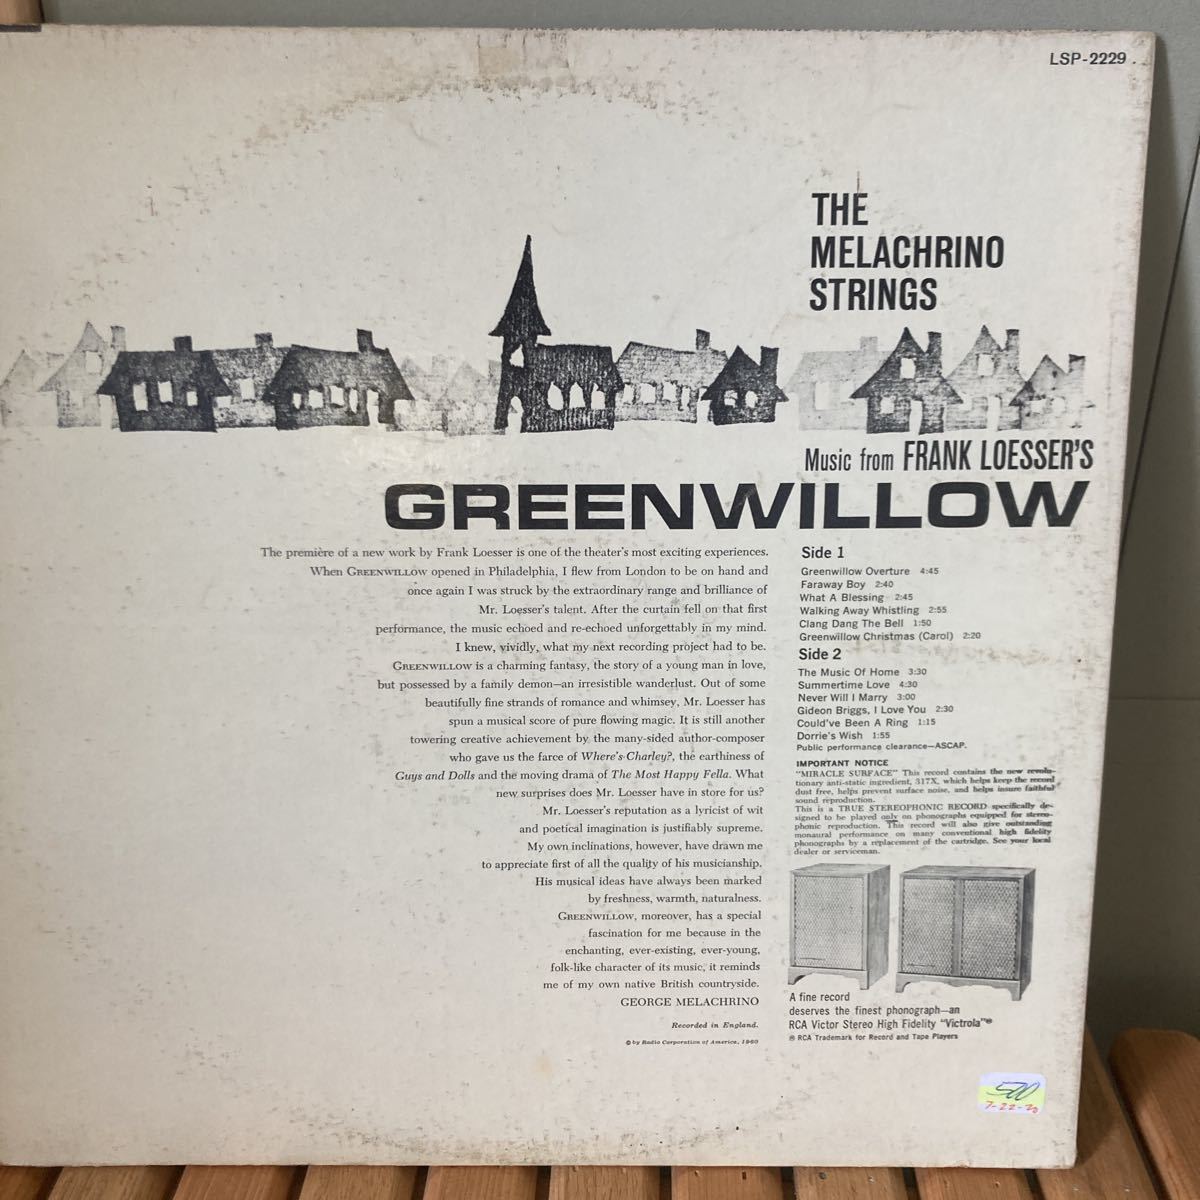 LSP-2229
THE
MELACHRINO
STRINGS
Music from FRANK LOESSER'S
GREENWILLOW
The première of a new work by Frank Loesser is one of the theater's most exciting experiences.
When GREENWILLOW opened in Philadelphia, I flew from London to be on hand and
once again I was struck by the extraordinary range and brilliance of
Mr. Loesser's talent. After the curtain fell on that first
performance, the music echoed and re-echoed unforgettably in my mind.
I knew, vividly, what my next recording project had to be.
GREENWILLOW is a charming fantasy, the story of a young man in love,
but possessed by a family demon—an irresistible wanderlust. Out of some
beautifully fine strands of romance and whimsey, Mr. Loesser has
spun a musical score of pure flowing magic. It is still another
towering creative achievement by the many-sided author-composer
who gave us the farce of Where's Charley?, the earthiness of
Guys and Dolls and the moving drama of The Most Happy Fella. What
new surprises does Mr. Loesser have in store for us?
Mr. Loesser's reputation as a lyricist of wit
and poetical imagination is justifiably supreme.
My own inclinations, however, have drawn me
to appreciate first of all the quality of his musicianship.
His musical ideas have always been marked
by freshness, warmth, naturalness.
GREENWILLOW, moreover, has a special
fascination for me because in the
enchanting, ever-existing, ever-young,
folk-like character of its music, it reminds
me of my own native British countryside.
GEORGE MELACHRINO
Recorded in England.
© by Radio Corporation of America, 1960
Side 1
Greenwillow Overture 4:45
Faraway Boy 2:40
What A Blessing 2:45
Walking Away Whistling 2:55
Clang Dang The Bell 1:50
Greenwillow Christmas (Carol) 2:20
Side 2
The Music Of Home 3:30
Summertime Love 4:30
Never Will I Marry 3:00
Gideon Briggs, I Love You 2:30
Could've Been A Ring 1:15
Dorrie's Wish 1:55
Public performance clearance—ASCAP.
IMPORTANT NOTICE
"MIRACLE SURFACE" This record contains the new revolu-
tionary anti-static ingredient, 317X, which helps keep the record
dust free, helps prevent surface noise, and helps insure faithful
sound reproduction.
This is a TRUE STEREOPHONIC RECORD specifically de-
signed to be played only on phonographs equipped for stereo-
phonic reproduction. This record will also give outstanding
monaural performance on many conventional high fidelity
phonographs by a replacement of the cartridge. See your local
dealer or serviceman.
A fine record
deserves the finest phonograph—an
RCA Victor Stereo High Fidelity "Victrola"®
® RCA Trademark for Record and Tape Players
500
7-22-20